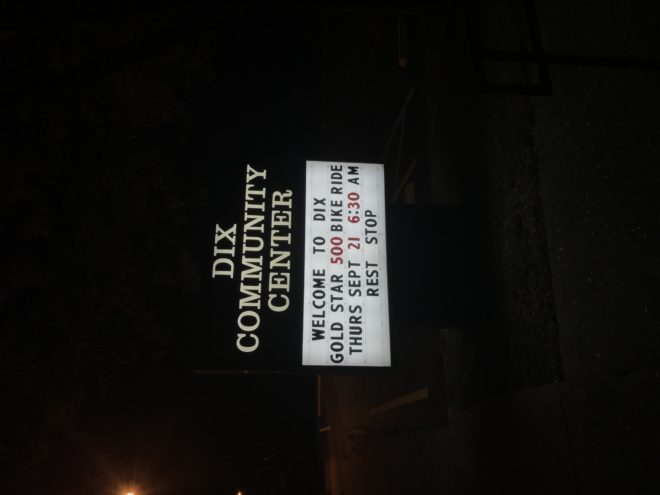 DIX
COMMUNITY
CENTER
WELCOME TO DIX
GOLD STAR 500 BIKE RIDE
THURS SEPT 21 6:30 AM
REST STOP